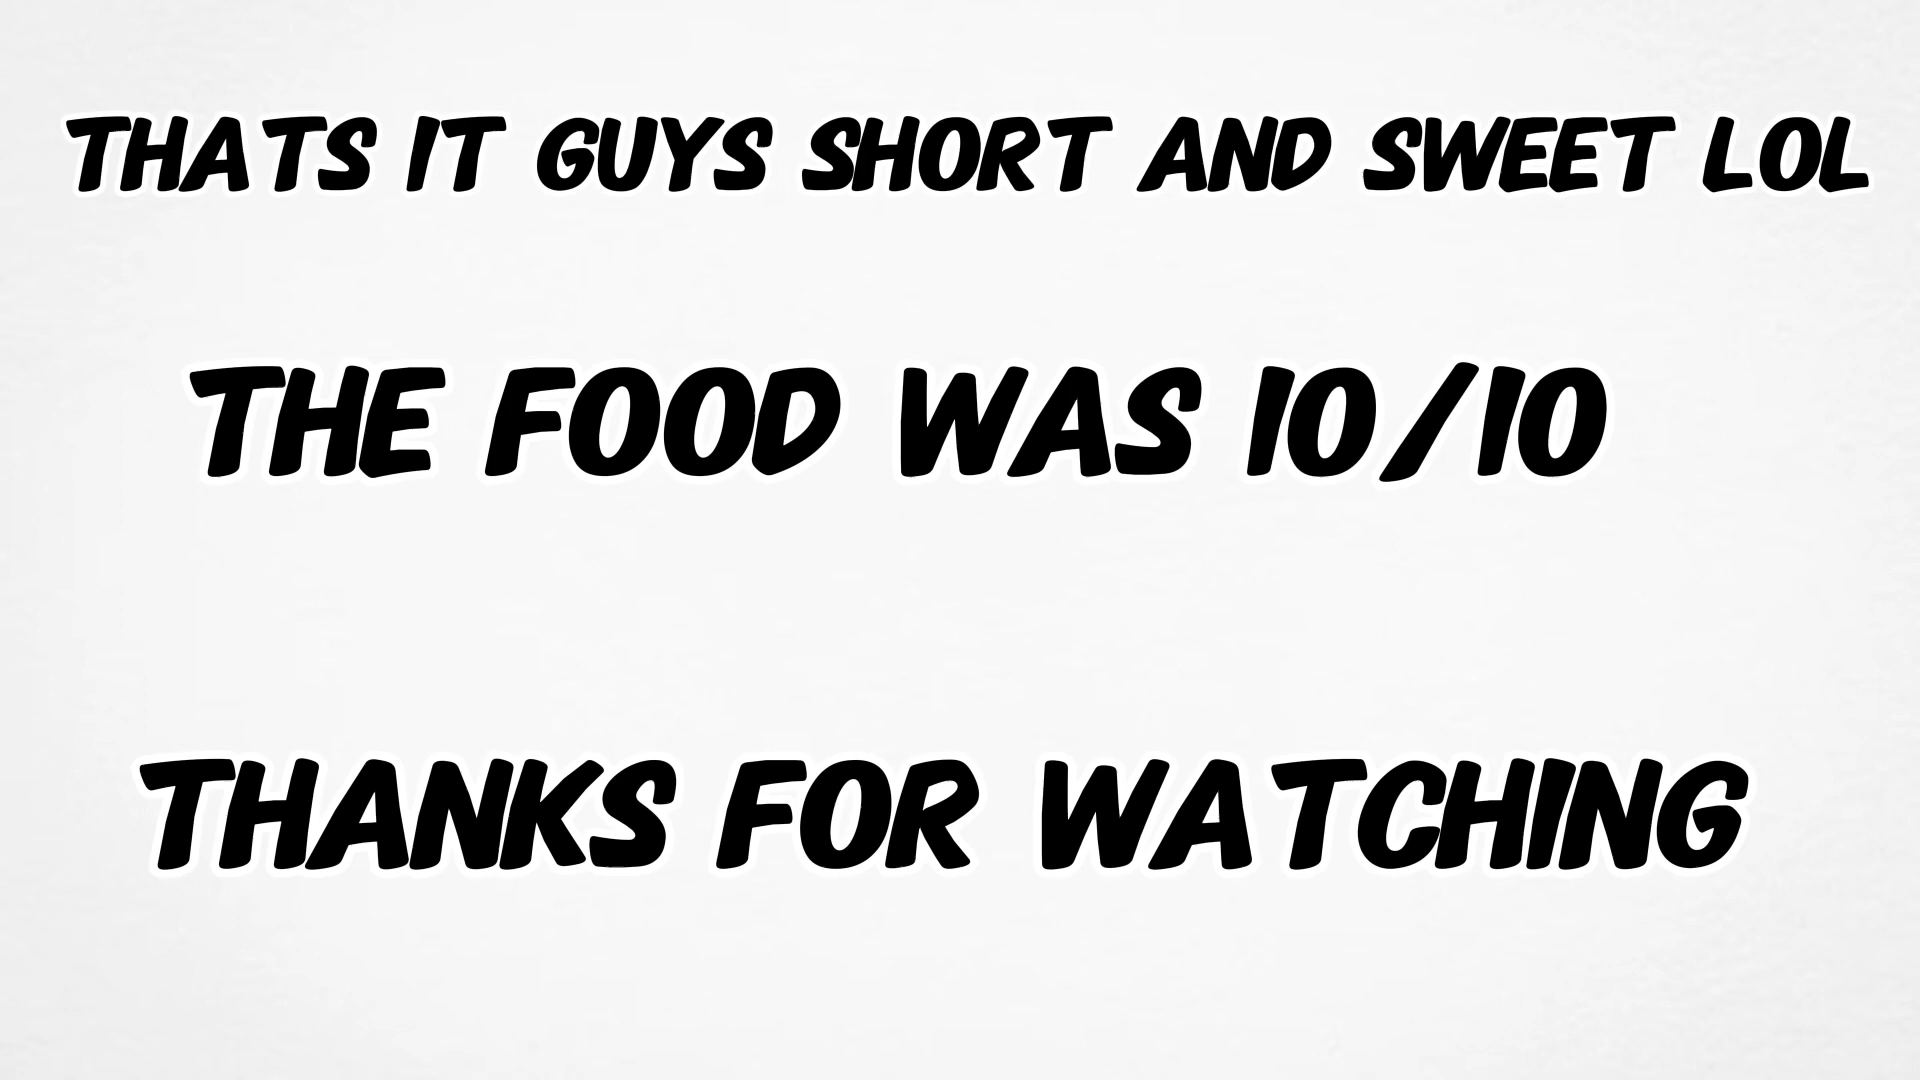 THATS IT GUYS SHORT AND SWEET LOL
THE FOOD WAS 10/10
THANKS FOR WATCHING